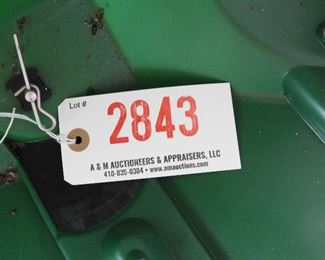 Lot #
2843
A & M AUCTIONEERS & APPRAISERS, LLC
410-835-0384 • www.amauctions.com